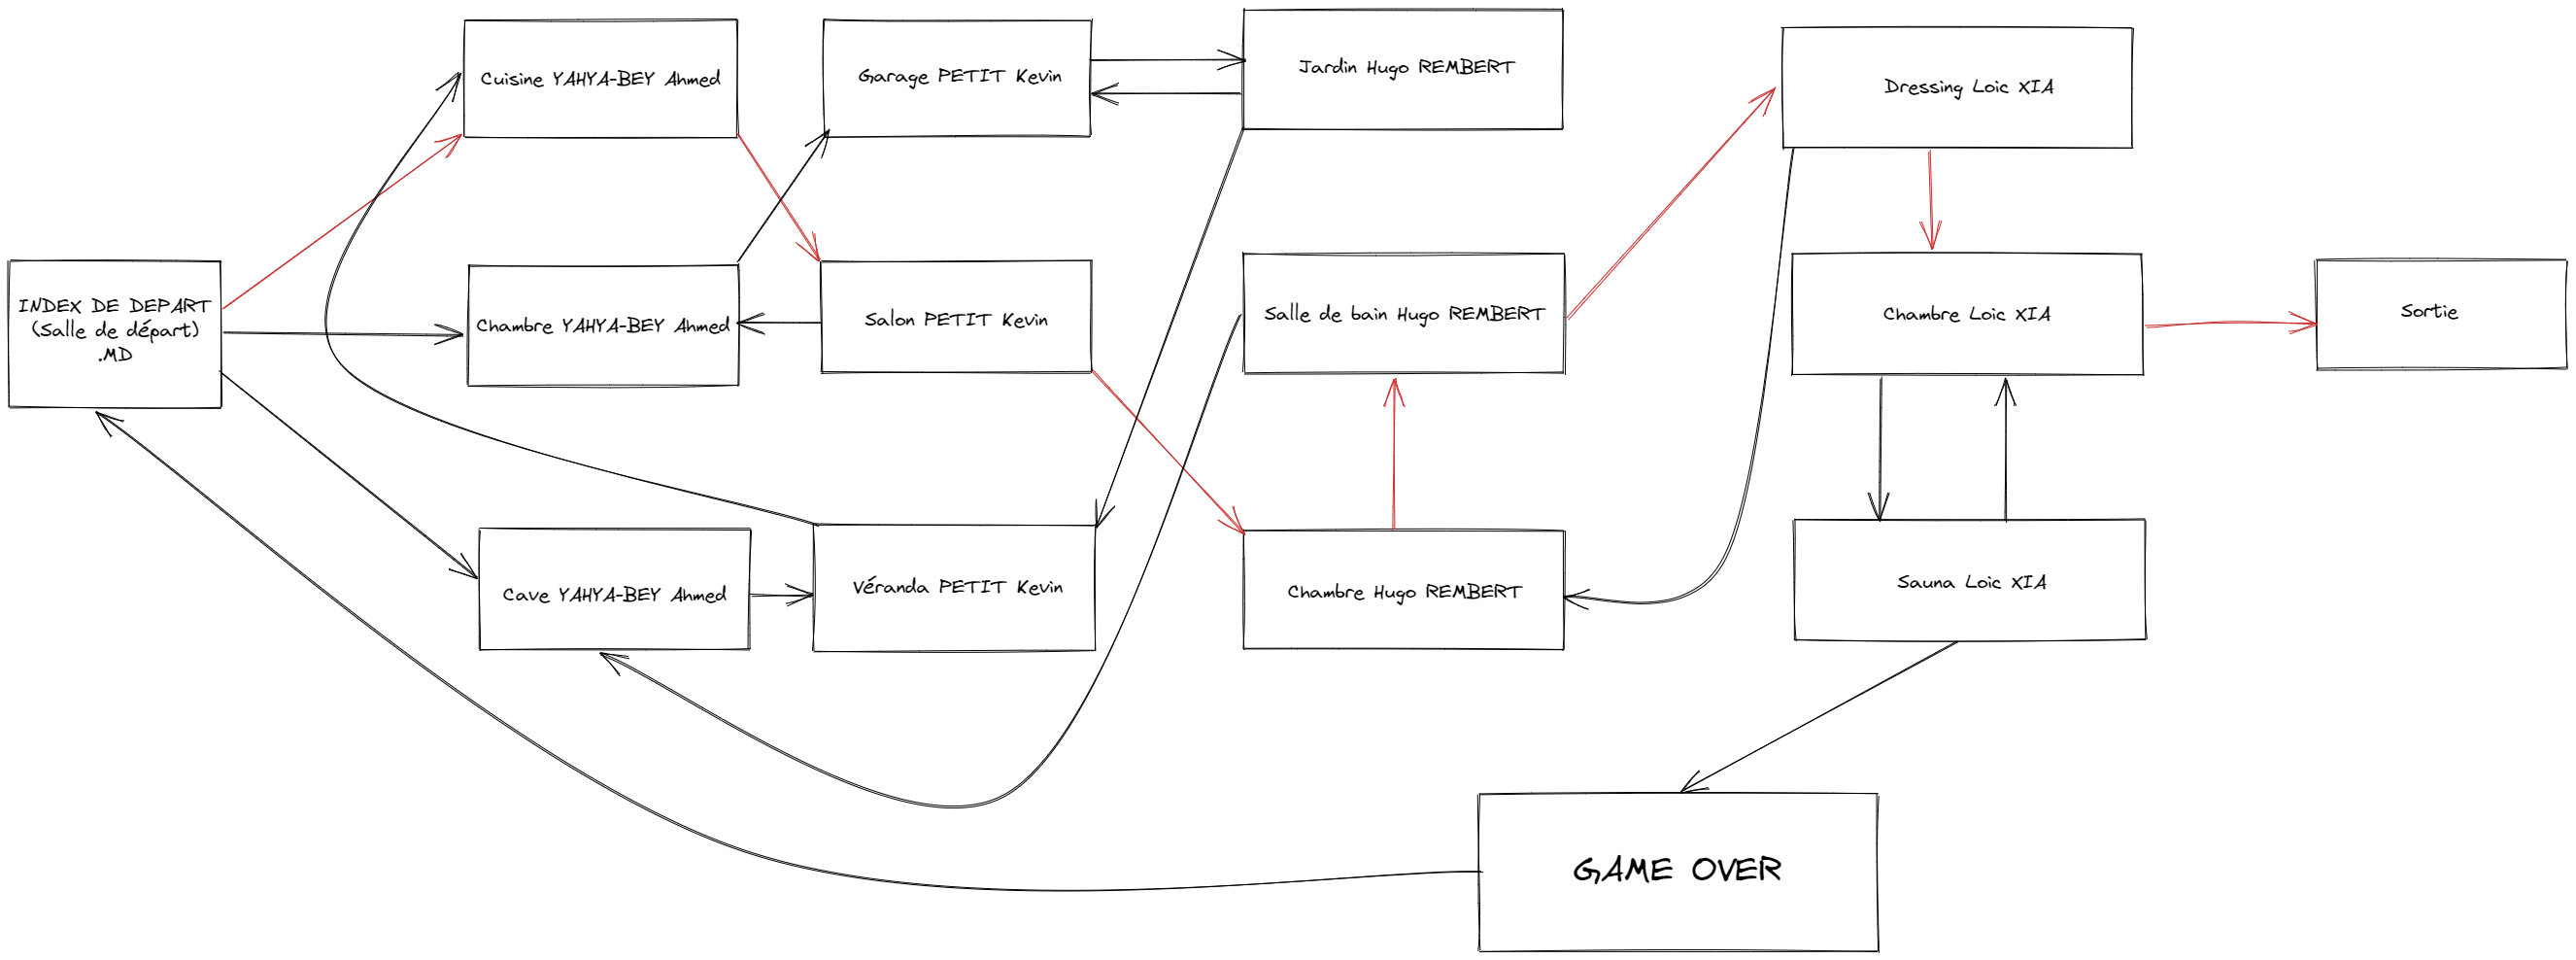 Cuisine YAHYA-BEY Ahmed
Garage PETIT Kevin
Jardin Hugo REMBERT
Dressing Loic XIA
INDEX DE DEPART
(Salle de départ)
.MD
Chambre YAHYA-BEY Ahmed
Salon PETIT Kevin
Salle de bain Hugo REMBERT
Chambre Loic XIA
Sortie
Cave YAHYA-BEY Ahmed
Véranda PETIT Kevin
Chambre Hugo REMBERT
Sauna Loic XIA
GAME OVER